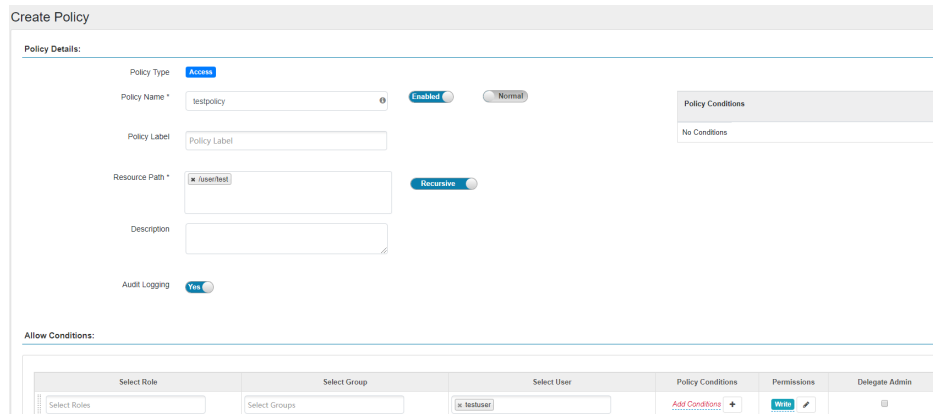 Create Policy
Policy Details:
Policy Type Access
Policy Name * testpolicy Enabled Normal
Policy Conditions
No Conditions
Policy Label Policy Label
Resource Path * × /user/test Recursive
Description
Audit Logging Yes
Allow Conditions:
Select Role Select Group Select User Policy Conditions Permissions Delegate Admin
Select Roles Select Groups × testuser Add Conditions + Write